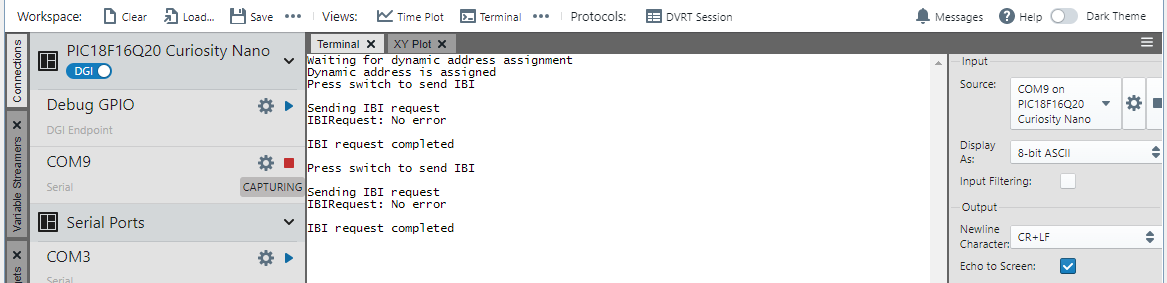 Workspace: Clear Load... Save ••• Views: Time Plot Terminal ••• Protocols: DVRT Session Messages Help Dark Theme
Connections
Variable Streamers
PIC18F16Q20 Curiosity Nano
DGI
Debug GPIO
DGI Endpoint
COM9
Serial
CAPTURING
Serial Ports
COM3
Serial
Terminal XY Plot
Waiting for dynamic address assignment
Dynamic address is assigned
Press switch to send IBI
Sending IBI request
IBIRequest: No error
IBI request completed
Press switch to send IBI
Sending IBI request
IBIRequest: No error
IBI request completed
Input
Source:
COM9 on
PIC18F16Q20
Curiosity Nano
Display
As:
8-bit ASCII
Input Filtering:
Output
Newline
Character:
CR+LF
Echo to Screen: